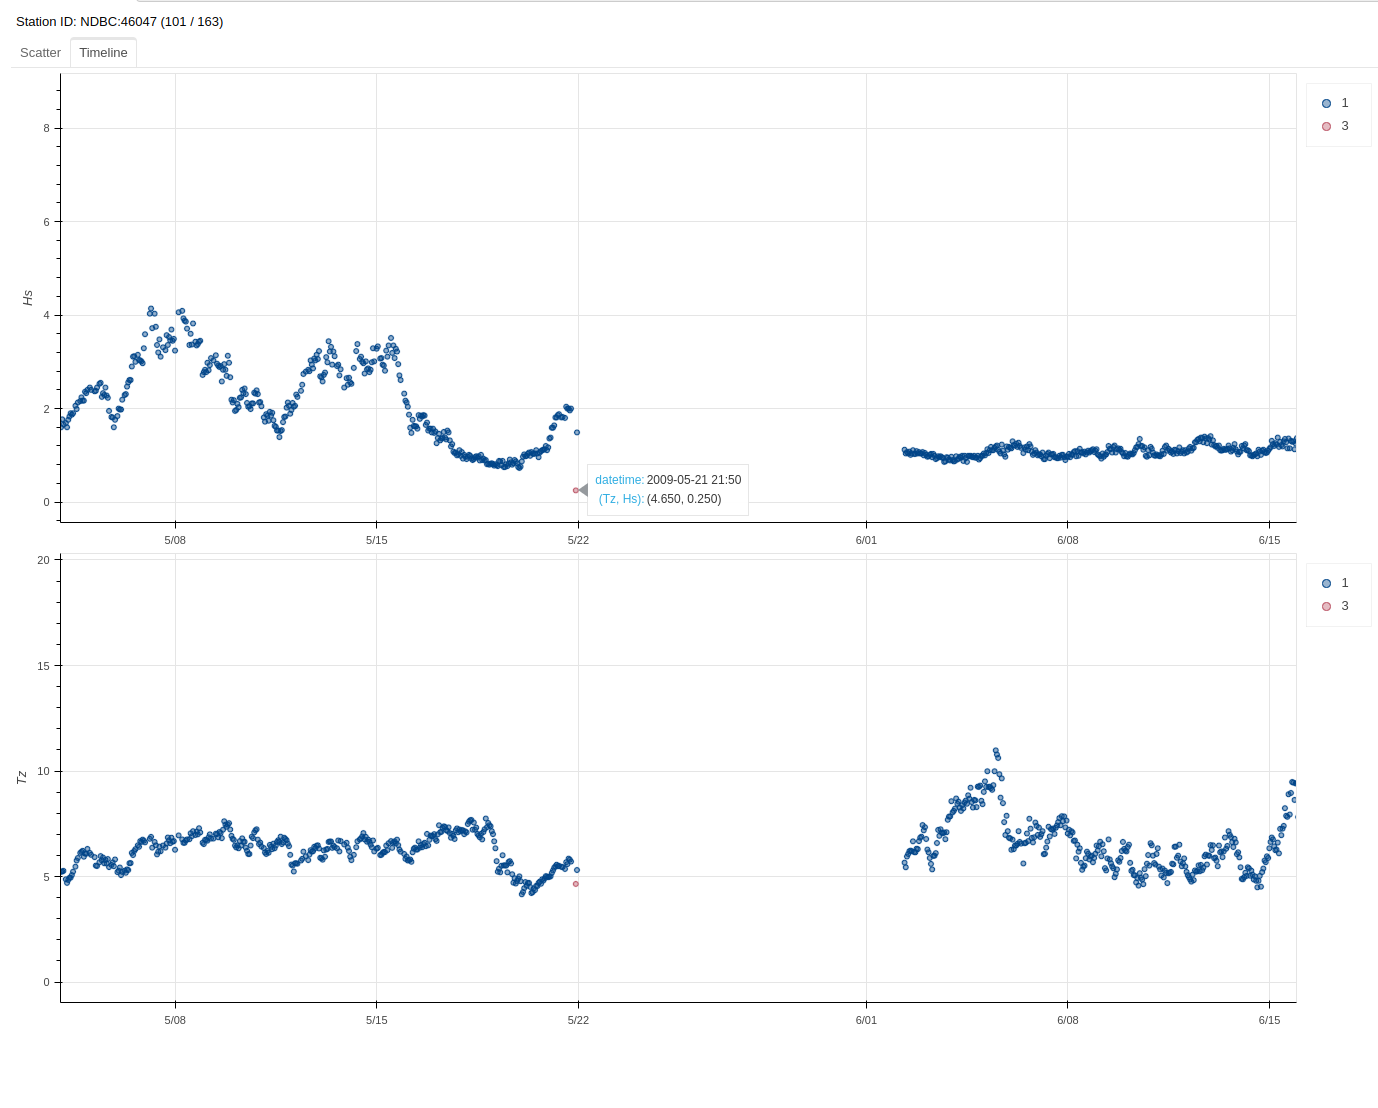 Station ID: NDBC:46047 (101 / 163)
Scatter Timeline
8
6
4
2
0
Hs
5/08 5/15 5/22 6/01 6/08 6/15
1
3
datetime: 2009-05-21 21:50
(Tz, Hs): (4.650, 0.250)
20
15
10
5
0
Tz
5/08 5/15 5/22 6/01 6/08 6/15
1
3